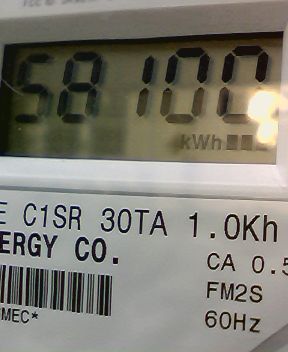 58100
kWh
E C1SR 30TA 1.0Kh
ERGY CO.
CA 0.5
FM2S
MEC*
60Hz